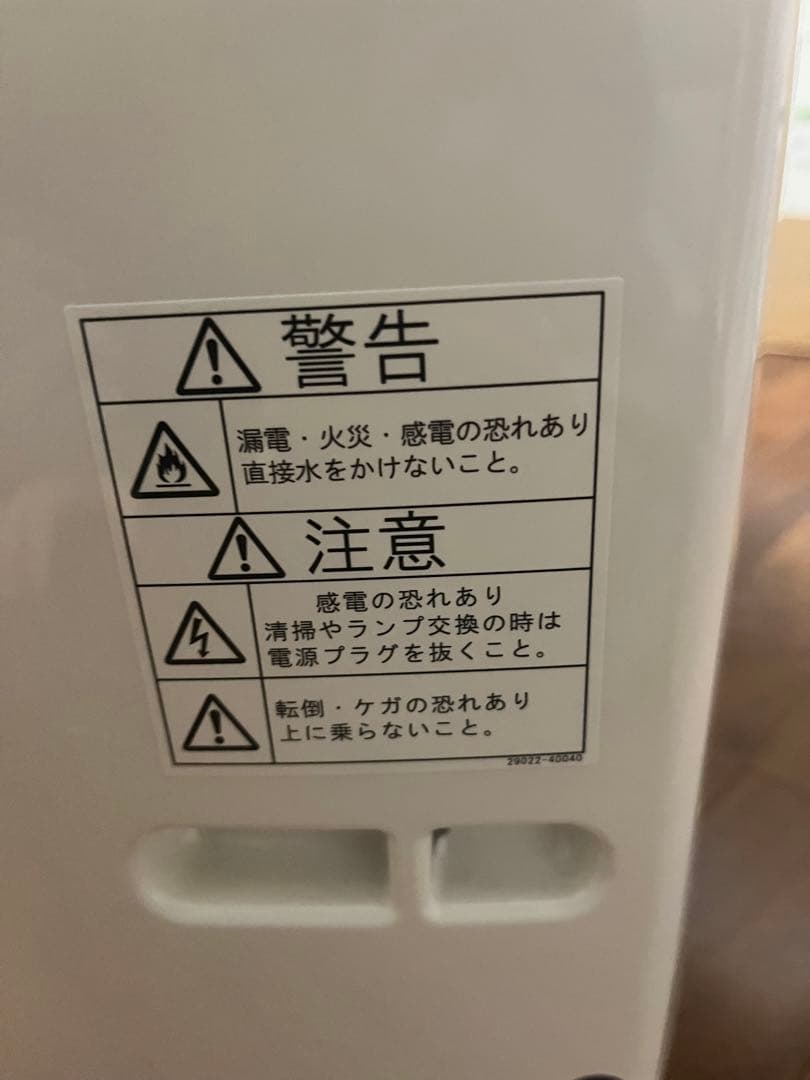 警告
漏電・火災・感電の恐れあり
直接水をかけないこと。
注意
感電の恐れあり
清掃やランプ交換の時は
電源プラグを抜くこと。
転倒・ケガの恐れあり
上に乗らないこと。
29022-40040